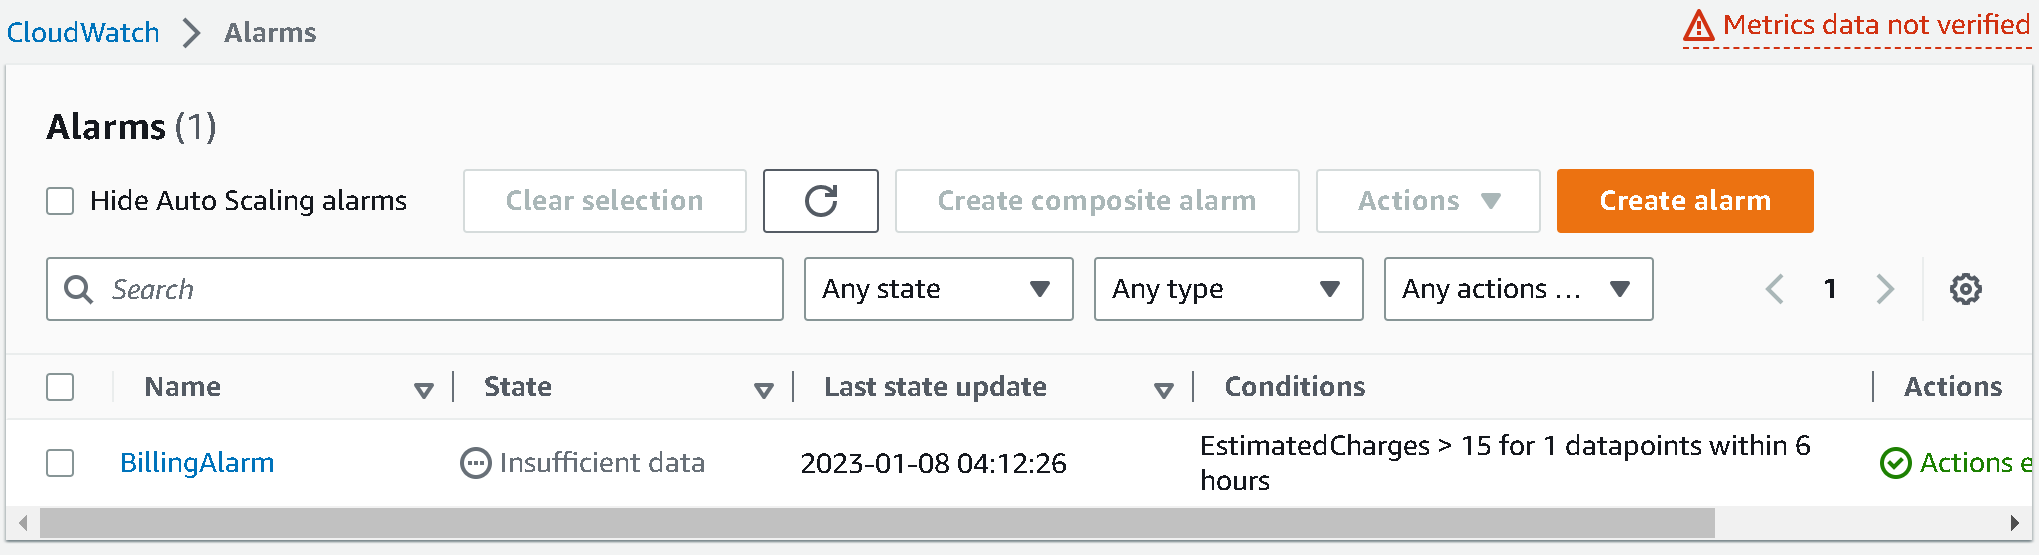 CloudWatch > Alarms
Metrics data not verified
Alarms (1)
Hide Auto Scaling alarms
Clear selection
Create composite alarm
Actions
Create alarm
Search
Any state
Any type
Any actions ...
1
Name
State
Last state update
Conditions
Actions
BillingAlarm
Insufficient data
2023-01-08 04:12:26
EstimatedCharges > 15 for 1 datapoints within 6
hours
Actions e